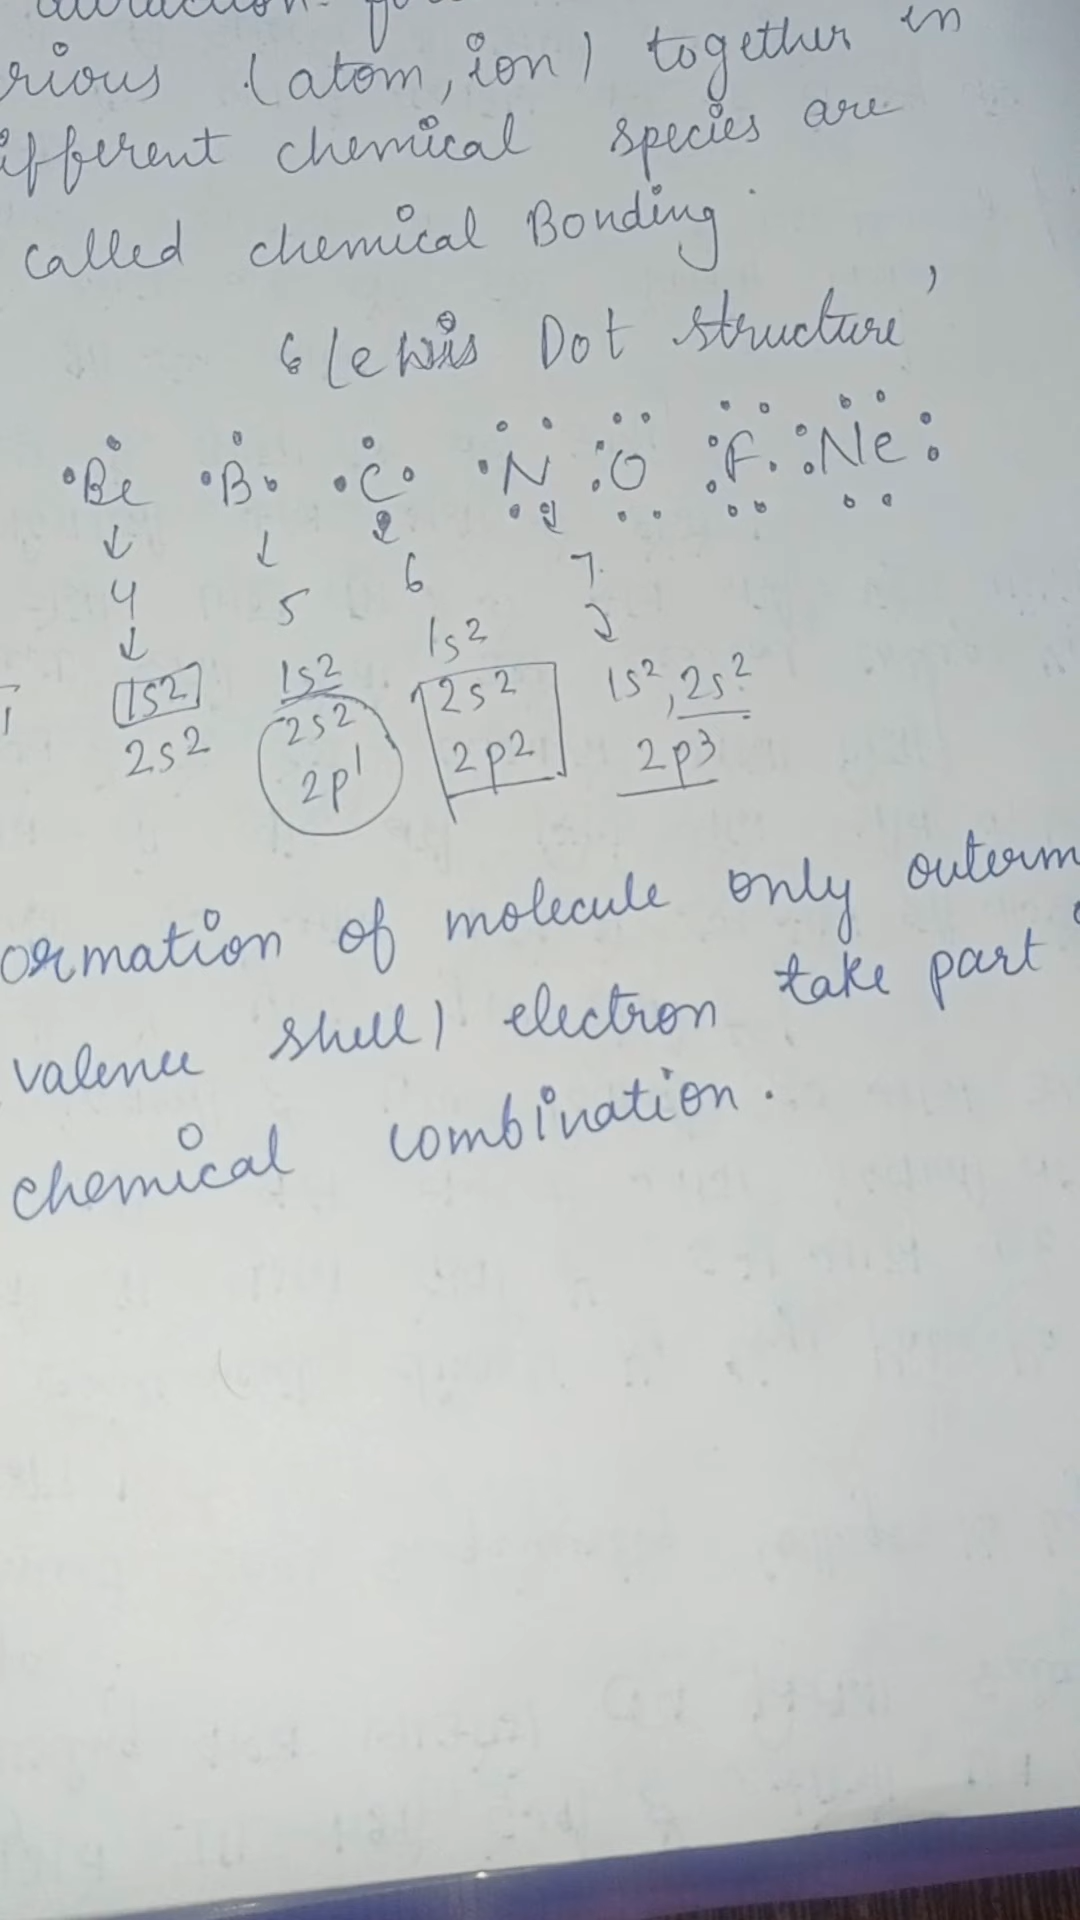 rious (atom, ion) together in
ifferent chemical species are
called chemical Bonding
Lewis Dot structure
Be B C N O F Ne
↓ ↓
4 5 6 7
↓
1s2 1s2 1s2 1s2, 2s2
2s2 2s2 2s2 2p3
2p1 2p2
ormation of molecule only outerm
valence shell) electron take part
chemical combination.